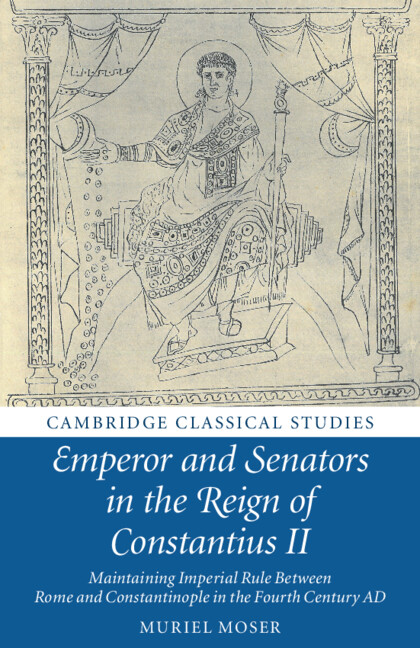 CAMBRIDGE CLASSICAL STUDIES
Emperor and Senators
in the Reign of
Constantius II
Maintaining Imperial Rule Between
Rome and Constantinople in the Fourth Century AD
MURIEL MOSER